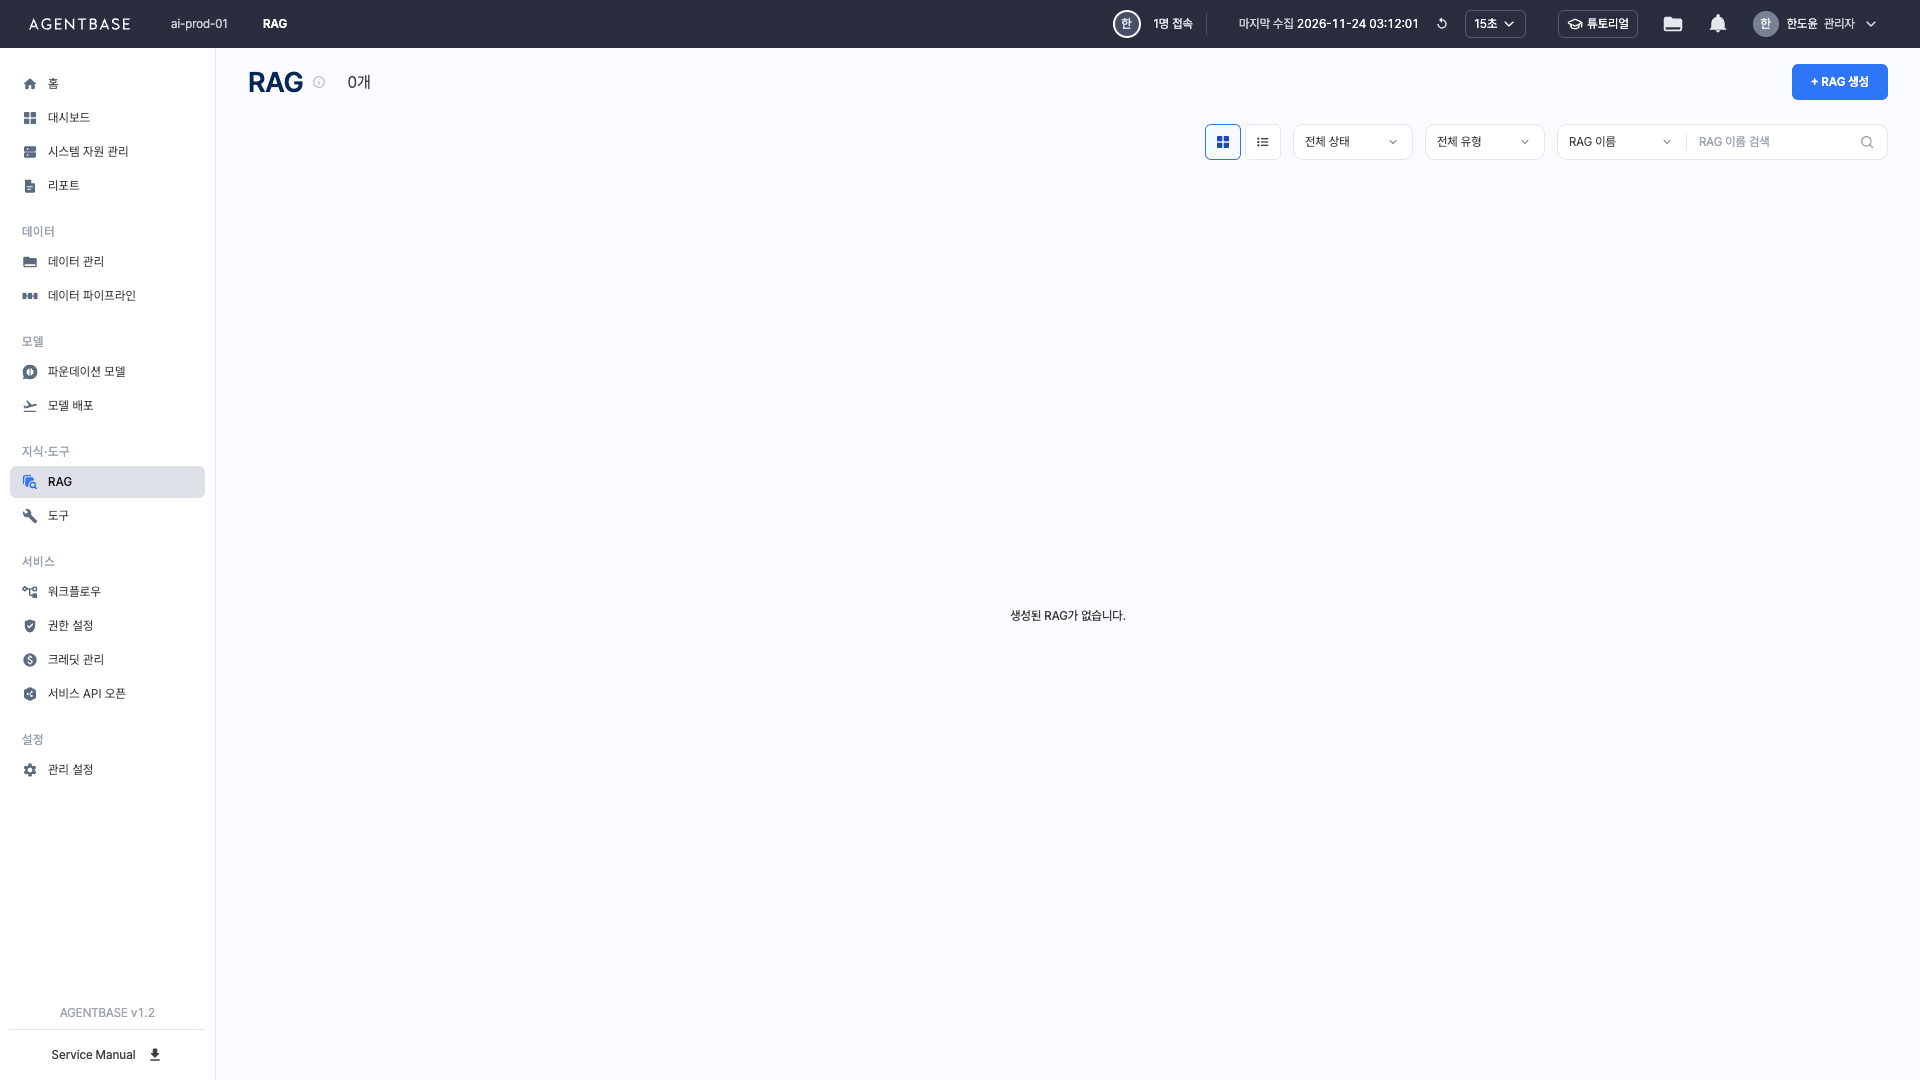 AGENTBASE
ai-prod-01
RAG
한
1명 접속
마지막 수집 2026-11-24 03:12:01
15초
튜토리얼
한
한도윤 관리자
홈
대시보드
시스템 자원 관리
리포트
데이터
데이터 관리
데이터 파이프라인
모델
파운데이션 모델
모델 배포
지식·도구
RAG
도구
서비스
워크플로우
권한 설정
크레딧 관리
서비스 API 오픈
설정
관리 설정
AGENTBASE v1.2
Service Manual
RAG
0개
+ RAG 생성
전체 상태
전체 유형
RAG 이름
RAG 이름 검색
생성된 RAG가 없습니다.